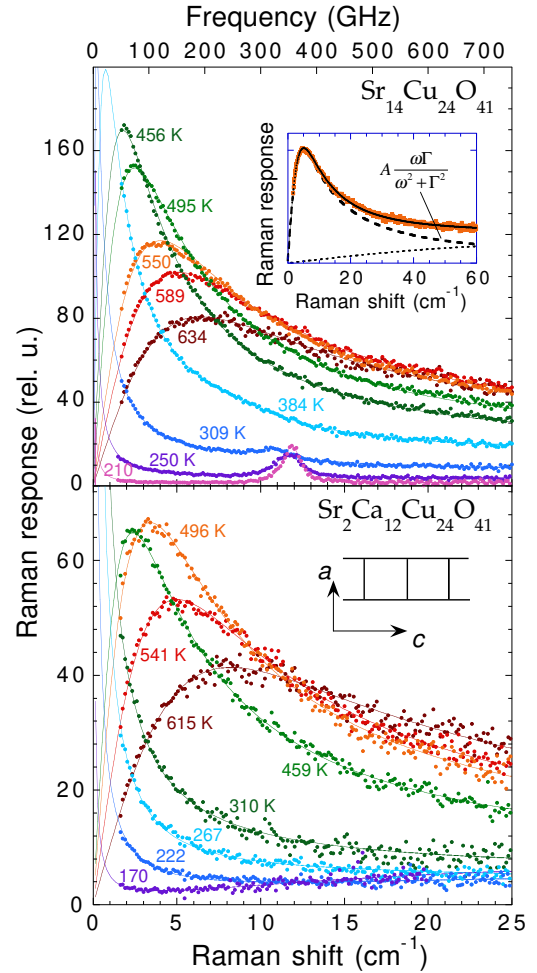 Frequency (GHz)
0 100 200 300 400 500 600 700
Sr14Cu24O41
160
120
80
40
0
Raman response (rel. u.)
456 K
495 K
550
589
634
384 K
309 K
250 K
210
Raman response
A ωΓ / ω² + Γ²
0 20 40 60
Raman shift (cm-1)
Sr2Ca12Cu24O41
60
40
20
0
496 K
541 K
615 K
459 K
310 K
267
222
170
a
c
0 5 10 15 20 25
Raman shift (cm-1)